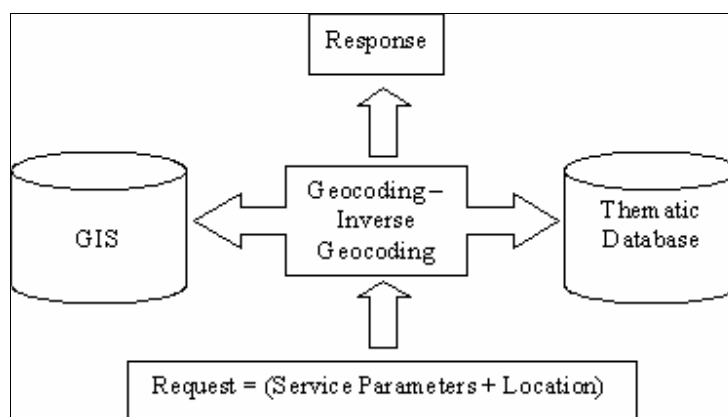 Response
GIS
Geocoding–
Inverse
Geocoding
Thematic
Database
Request = (Service Parameters + Location)